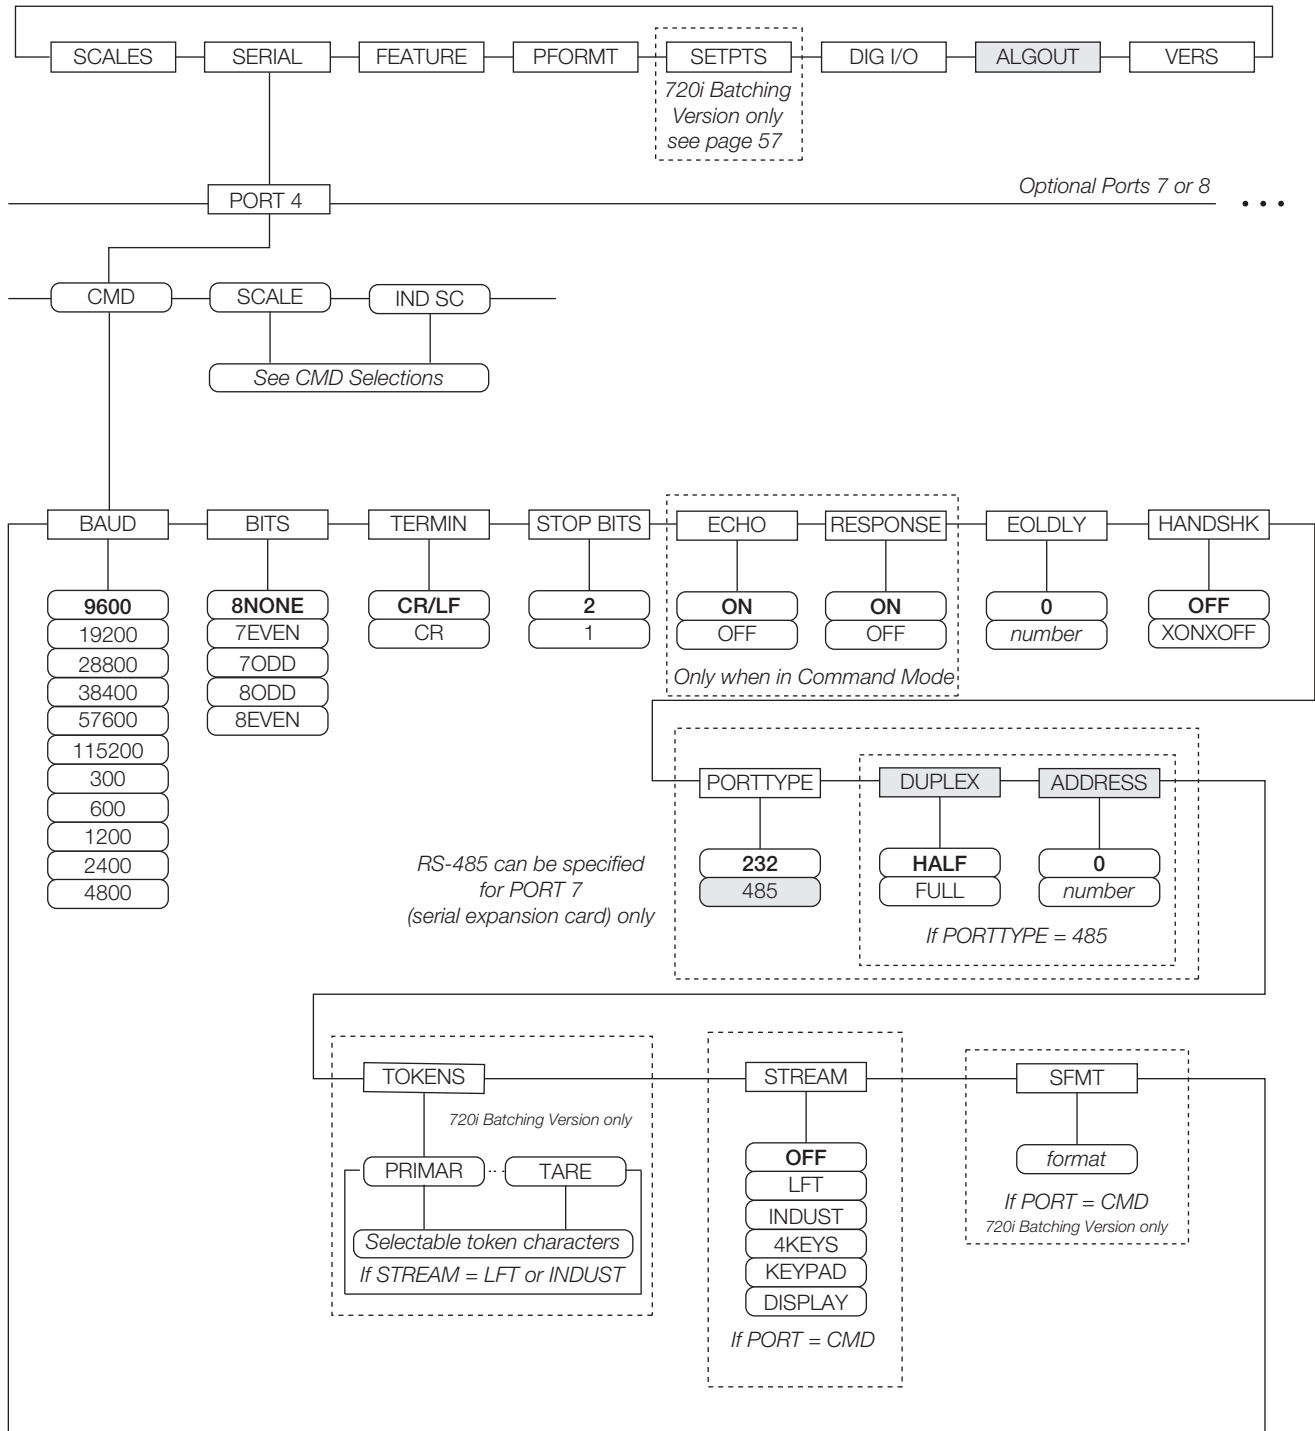 SCALES SERIAL FEATURE PFORMT SETPTS DIG I/O ALGOUT VERS
720i Batching
Version only
see page 57
PORT 4
Optional Ports 7 or 8
• • •
CMD SCALE IND SC
See CMD Selections
BAUD BITS TERMIN STOP BITS ECHO RESPONSE EOLDLY HANDSHK
9600 8NONE CR/LF 2 ON ON 0 OFF
19200 7EVEN CR 1 OFF OFF number XONXOFF
28800 7ODD
38400 8ODD
57600 8EVEN
115200
300
600
1200
2400
4800
Only when in Command Mode
PORTTYPE DUPLEX ADDRESS
232 HALF 0
485 FULL number
If PORTTYPE = 485
RS-485 can be specified
for PORT 7
(serial expansion card) only
TOKENS STREAM SFMT
720i Batching Version only
PRIMAR ·· TARE
Selectable token characters
If STREAM = LFT or INDUST
OFF
LFT
INDUST
4KEYS
KEYPAD
DISPLAY
If PORT = CMD
format
If PORT = CMD
720i Batching Version only